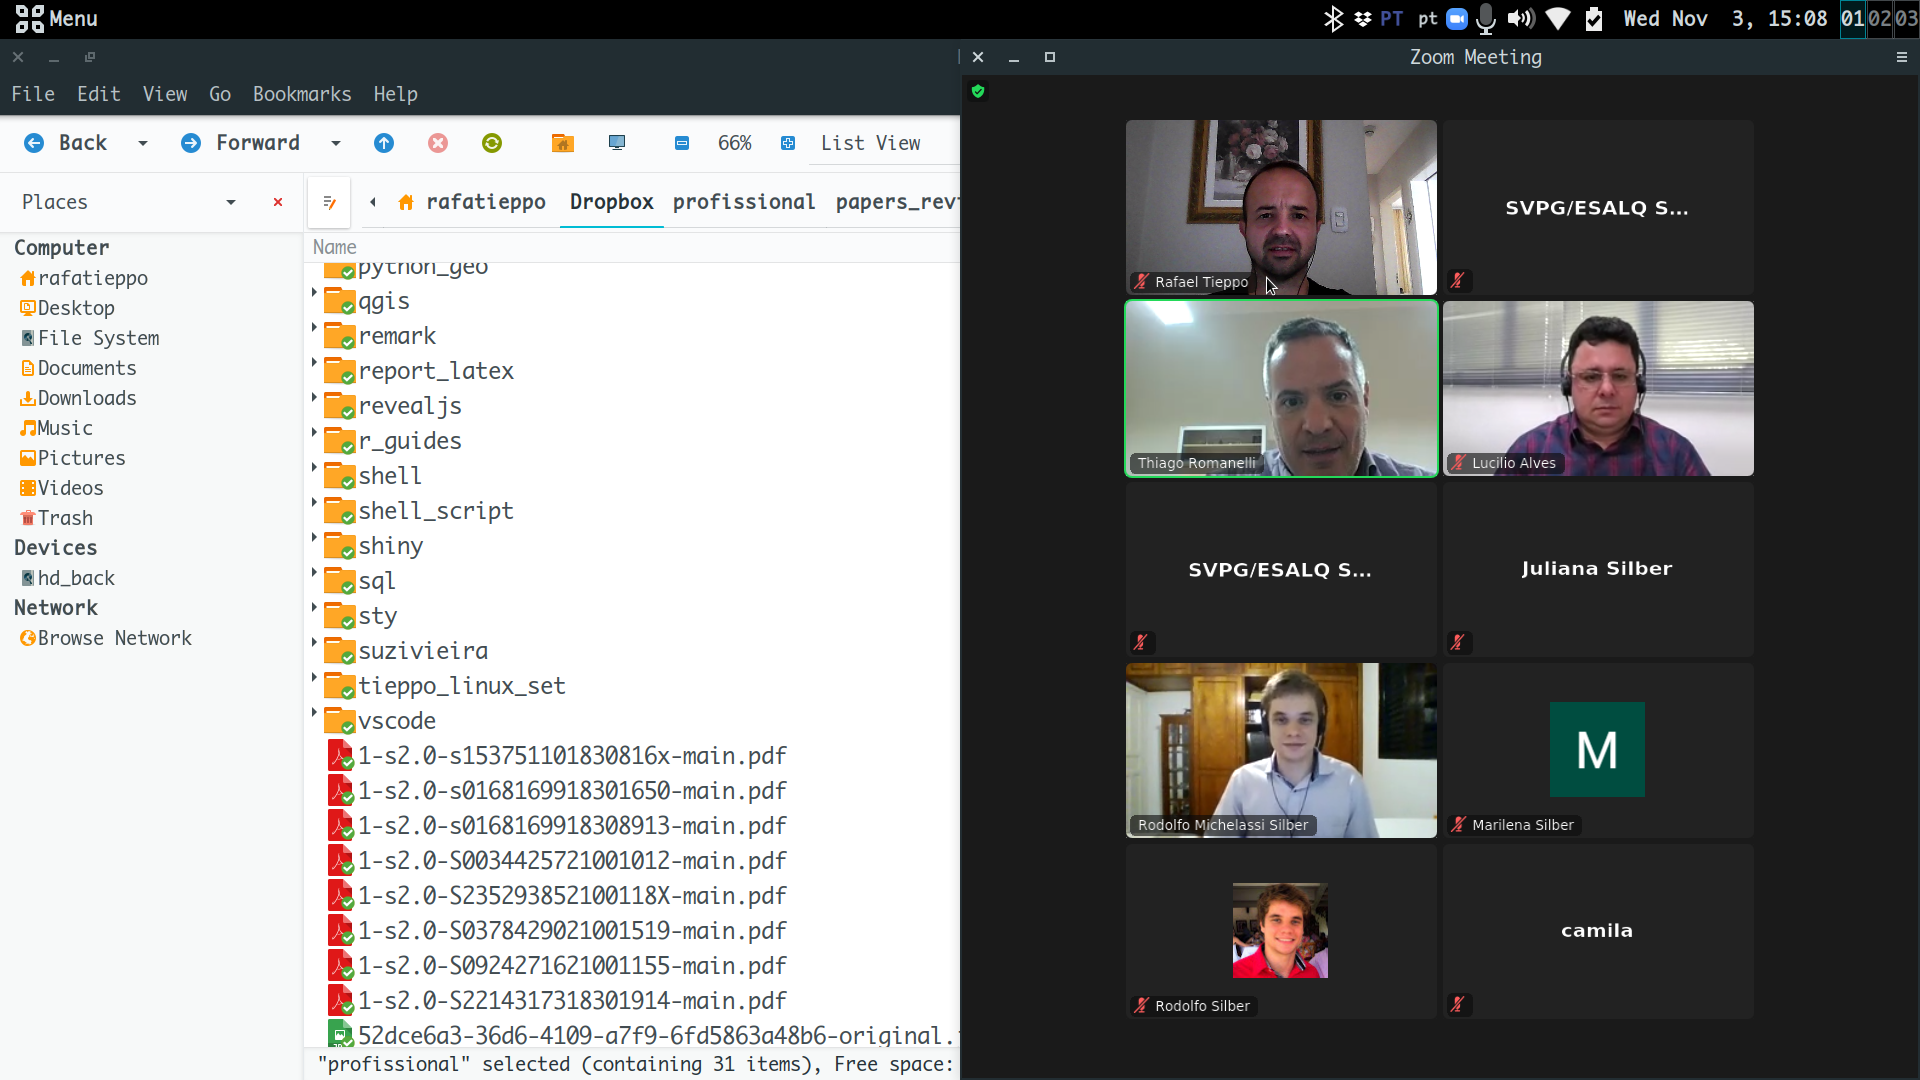 Menu
PT pt Wed Nov 3, 15:08 01 02 03
File Edit View Go Bookmarks Help
Back Forward 66% List View
Places
rafatieppo Dropbox profissional
Name
Computer
rafatieppo
Desktop
File System
Documents
Downloads
Music
Pictures
Videos
Trash
Devices
hd_back
Network
Browse Network
python_geo
qgis
remark
report_latex
revealjs
r_guides
shell
shell_script
shiny
sql
sty
suzivieira
tieppo_linux_set
vscode
1-s2.0-s153751101830816x-main.pdf
1-s2.0-s0168169918301650-main.pdf
1-s2.0-s0168169918308913-main.pdf
1-s2.0-S0034425721001012-main.pdf
1-s2.0-S235293852100118X-main.pdf
1-s2.0-S0378429021001519-main.pdf
1-s2.0-S0924271621001155-main.pdf
1-s2.0-S2214317318301914-main.pdf
52dce6a3-36d6-4109-a7f9-6fd5863a48b6-original.
"profissional" selected (containing 31 items), Free space:
Zoom Meeting
Rafael Tieppo
SVPG/ESALQ S...
Thiago Romanelli
Lucilio Alves
SVPG/ESALQ S...
Juliana Silber
Rodolfo Michelassi Silber
M
Marilena Silber
Rodolfo Silber
camila